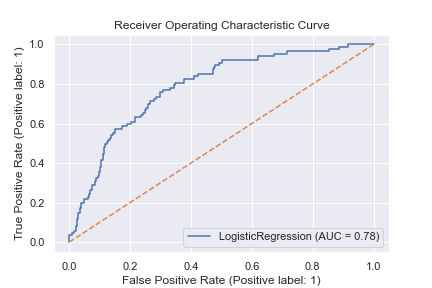 Receiver Operating Characteristic Curve
True Positive Rate (Positive label: 1)
1.0
0.8
0.6
0.4
0.2
0.0
LogisticRegression (AUC = 0.78)
0.0 0.2 0.4 0.6 0.8 1.0
False Positive Rate (Positive label: 1)